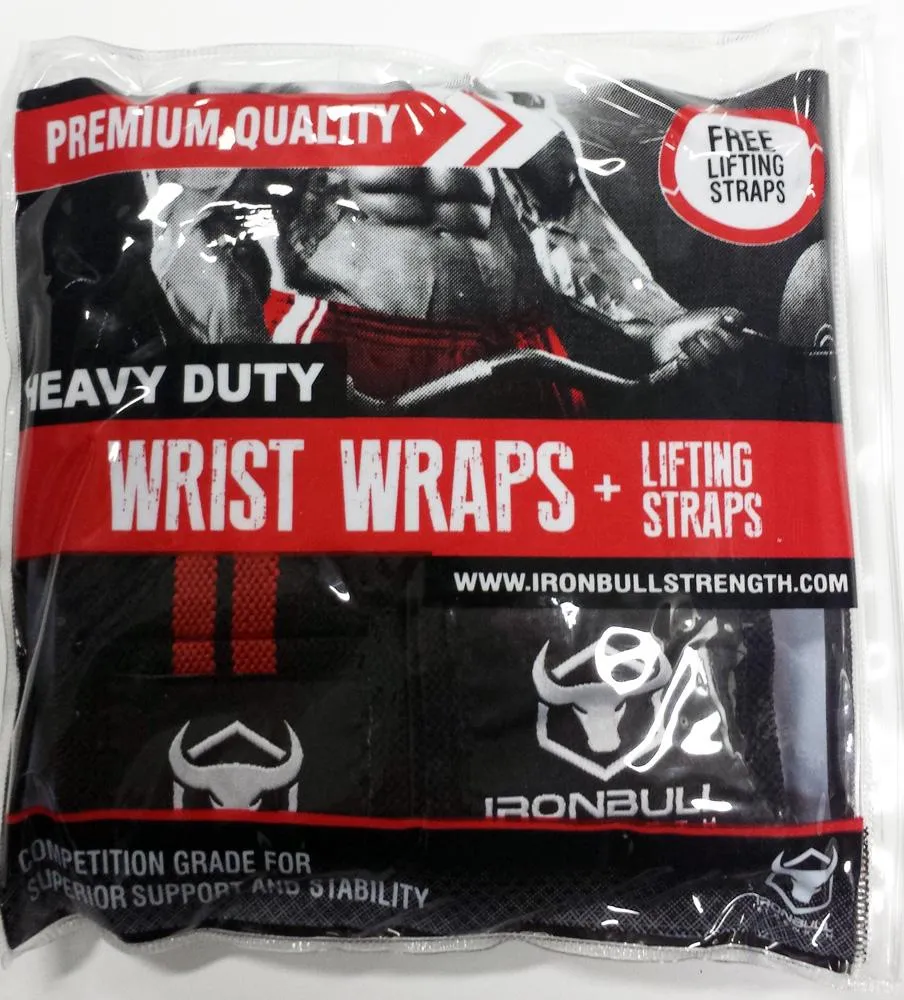 PREMIUM QUALITY
FREE
LIFTING
STRAPS
HEAVY DUTY
WRIST WRAPS + LIFTING
STRAPS
WWW.IRONBULLSTRENGTH.COM
IRONBULL
COMPETITION GRADE FOR
SUPERIOR SUPPORT AND STABILITY
IRONBULL